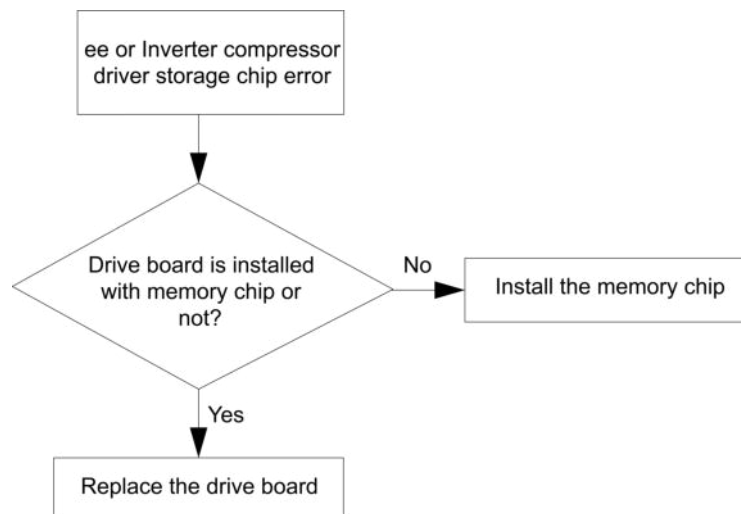 ee or Inverter compressor
driver storage chip error
Drive board is installed
with memory chip or
not?
No
Install the memory chip
Yes
Replace the drive board